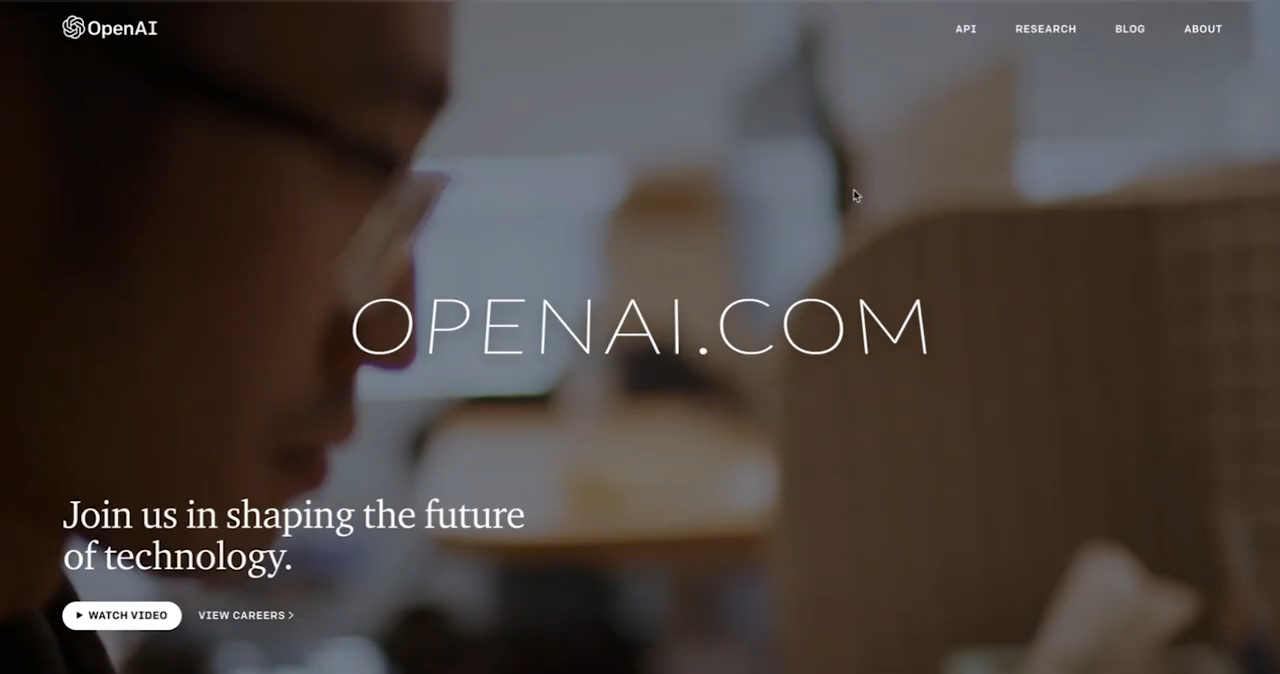 OpenAI
API
RESEARCH
BLOG
ABOUT
OPENAI.COM
Join us in shaping the future
of technology.
WATCH VIDEO
VIEW CAREERS >